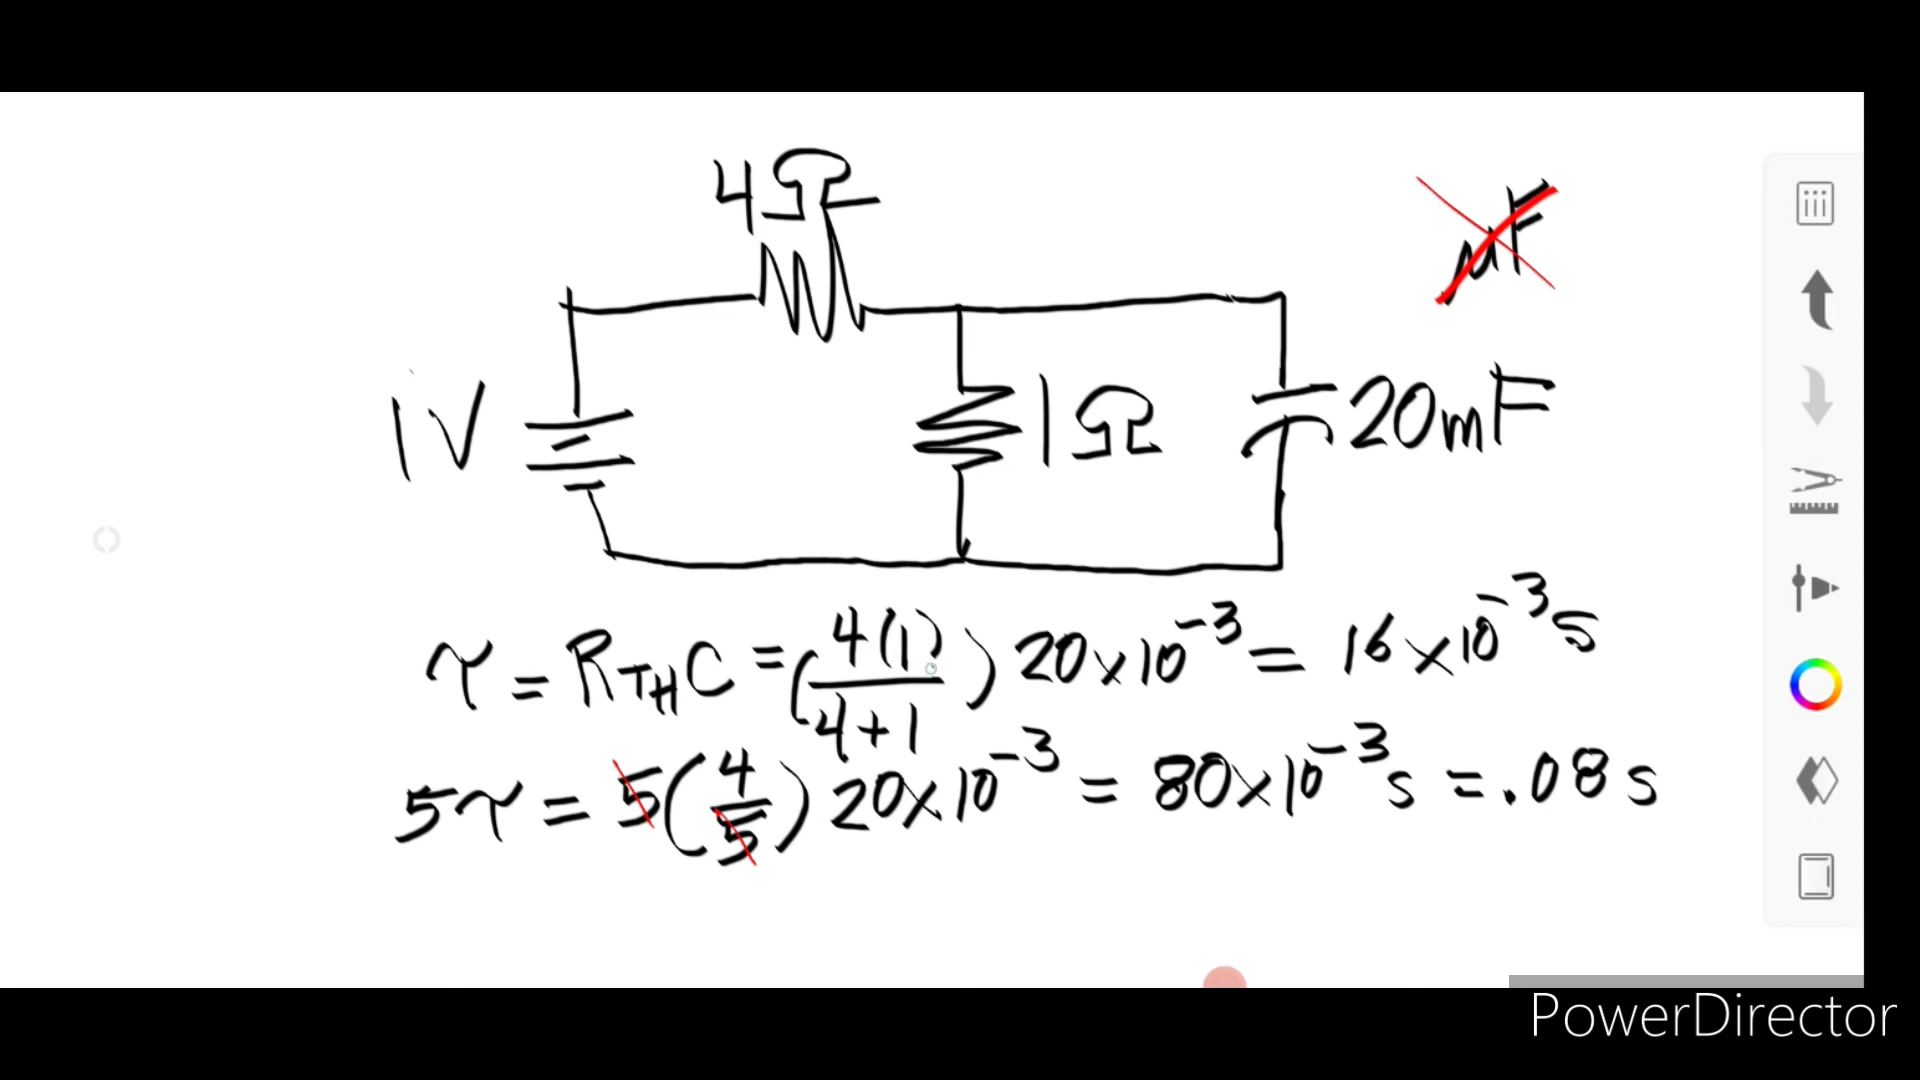 4Ω
μF
1V
1Ω
20mF
τ = R_TH C = (4(1)/(4+1)) 20×10⁻³ = 16×10⁻³ s
5τ = 5(4/5) 20×10⁻³ = 80×10⁻³ s = .08 s
PowerDirector